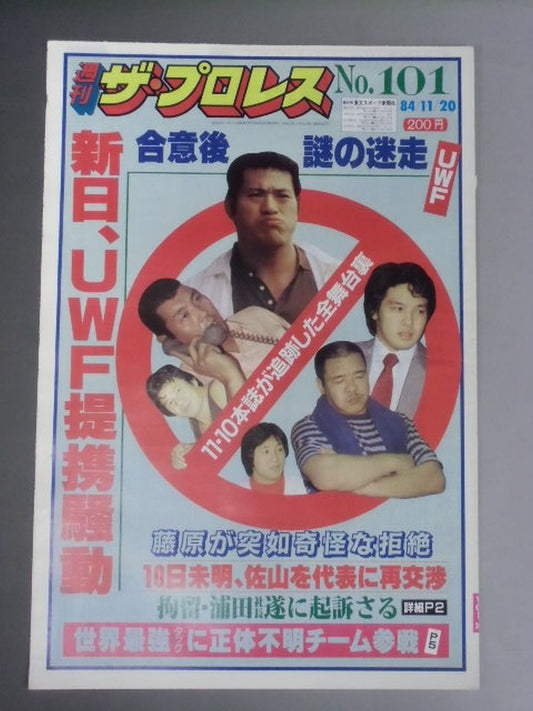 週刊
ザ・プロレス
No.101
84 11/20
200円
合意後
謎の迷走
UWF
新日、UWF提携騒動
11・10本誌が追跡した全舞台裏
藤原が突如奇怪な拒絶
18日未明、佐山を代表に再交渉
拘留・浦田社長遂に起訴さる 詳細P2
世界最強タッグに正体不明チーム参戦 P5